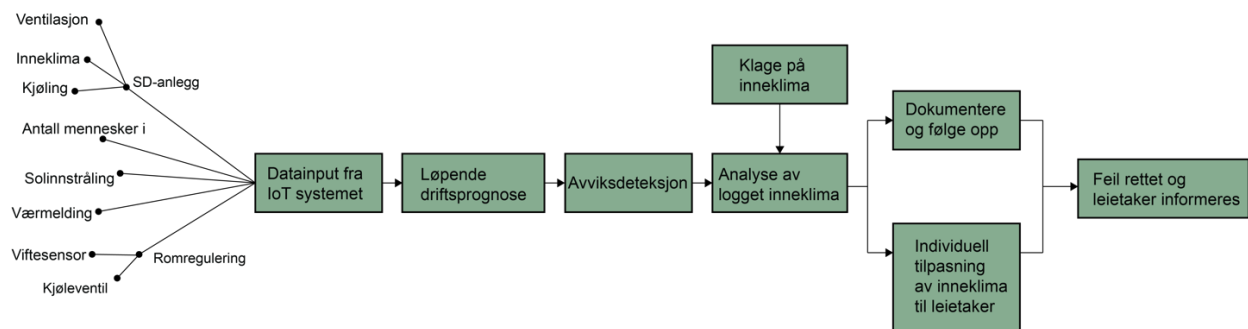 Ventilasjon
Inneklima
Kjøling
SD-anlegg
Antall mennesker i
Solinnstråling
Værmelding
Viftesensor
Romregulering
Kjøleventil
Datainput fra
IoT systemet
Løpende
driftsprognose
Avviksdeteksjon
Klage på
inneklima
Analyse av
logget inneklima
Dokumentere
og følge opp
Individuell
tilpasning
av inneklima
til leietaker
Feil rettet og
leietaker informeres